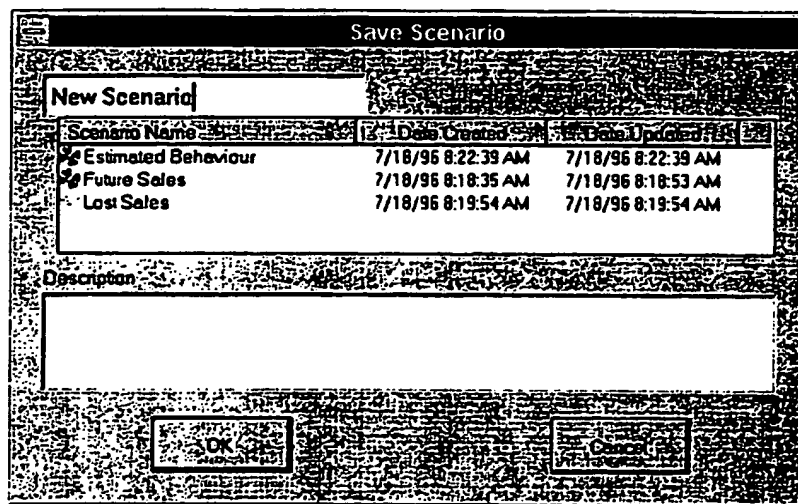 Save Scenario
New Scenario
Scenario Name Date Created Date Updated
Estimated Behaviour 7/18/96 8:22:39 AM 7/18/96 8:22:39 AM
Future Sales 7/18/96 8:18:35 AM 7/18/96 8:18:53 AM
Lost Sales 7/18/96 8:19:54 AM 7/18/96 8:19:54 AM
Description
OK Cancel